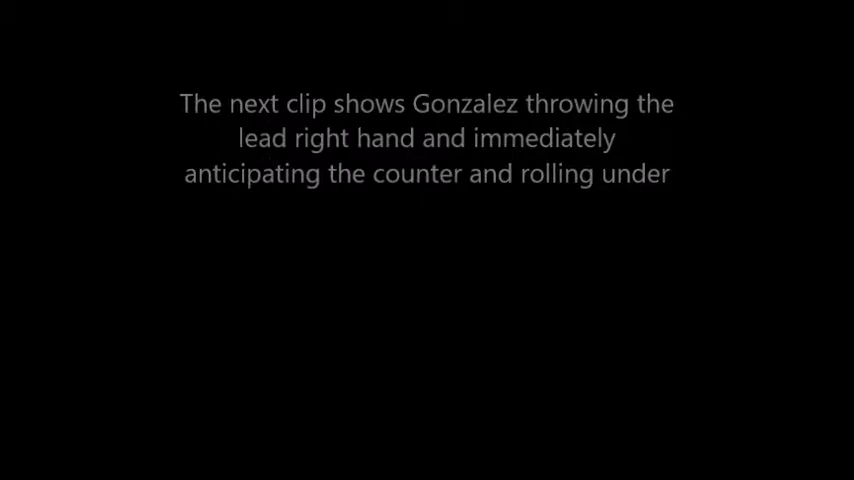 The next clip shows Gonzalez throwing the
lead right hand and immediately
anticipating the counter and rolling under